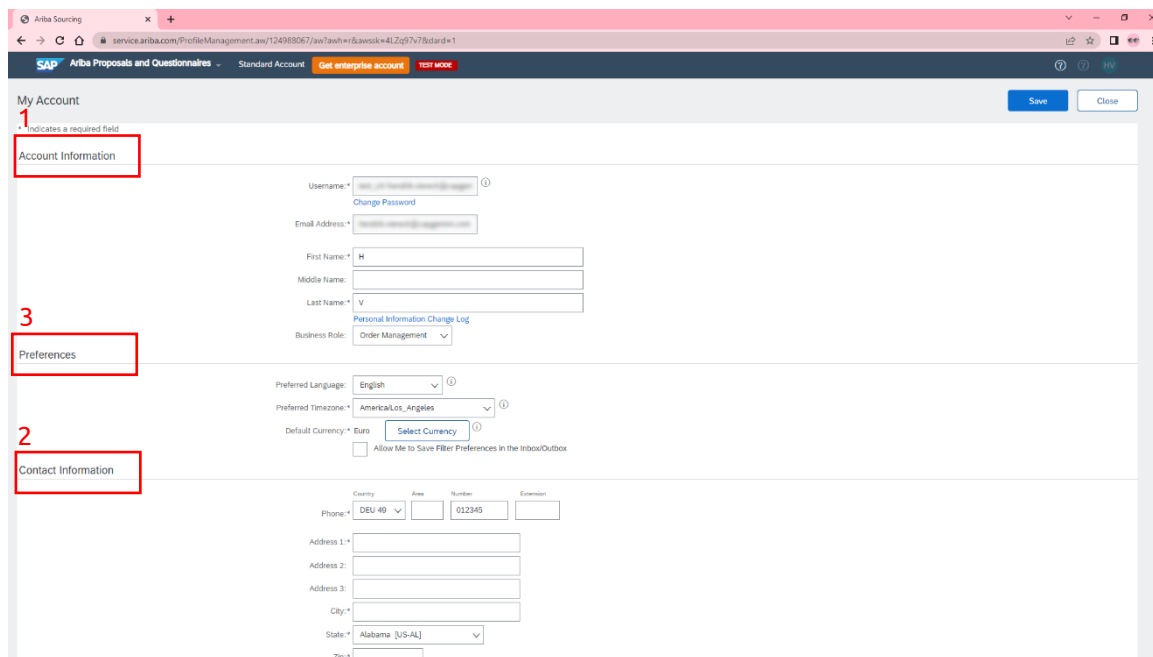 Ariba Sourcing
service.ariba.com/ProfileManagement.aw/124988067/aw?awh=r&awssk=4LZq97v7&dard=1
SAP Ariba Proposals and Questionnaires Standard Account Get enterprise account TEST MODE HV
My Account Save Close
1
* Indicates a required field
Account Information
Username:*
Change Password
Email Address:*
First Name:* H
Middle Name:
Last Name:* V
Personal Information Change Log
3
Business Role: Order Management
Preferences
Preferred Language: English
Preferred Timezone:* America/Los_Angeles
Default Currency:* Euro Select Currency
2
Allow Me to Save Filter Preferences in the Inbox/Outbox
Contact Information
Country Area Number Extension
Phone:* DEU 49 012345
Address 1:*
Address 2:
Address 3:
City:*
State:* Alabama [US-AL]
Zip:*